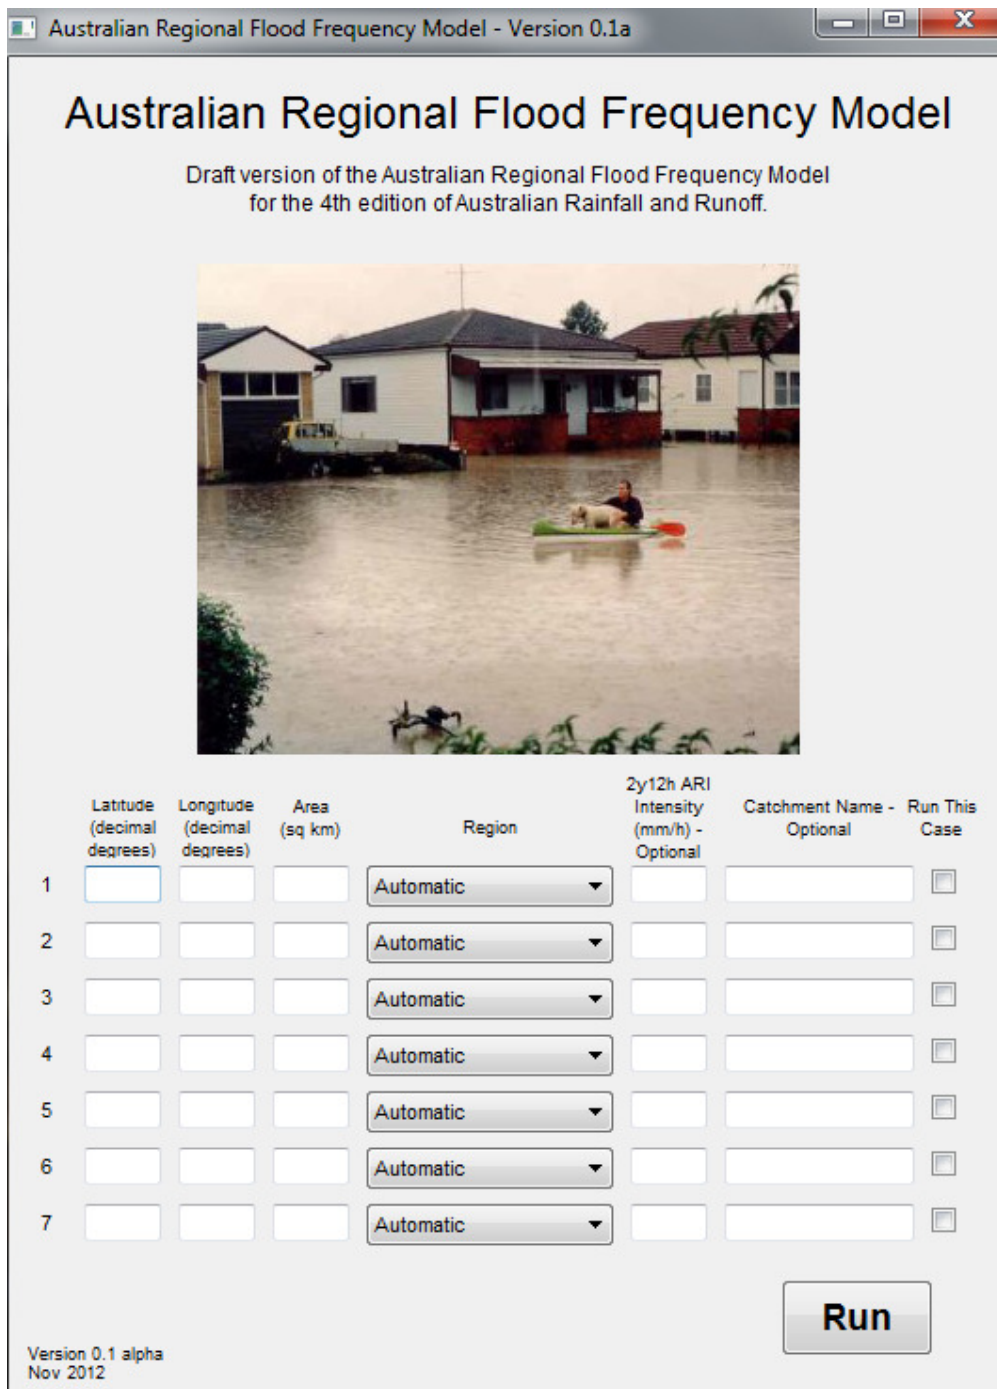 Australian Regional Flood Frequency Model - Version 0.1a
Australian Regional Flood Frequency Model
Draft version of the Australian Regional Flood Frequency Model
for the 4th edition of Australian Rainfall and Runoff.
Latitude
(decimal
degrees)
Longitude
(decimal
degrees)
Area
(sq km)
Region
2y12h ARI
Intensity
(mm/h) -
Optional
Catchment Name -
Optional
Run This
Case
1 Automatic
2 Automatic
3 Automatic
4 Automatic
5 Automatic
6 Automatic
7 Automatic
Run
Version 0.1 alpha
Nov 2012